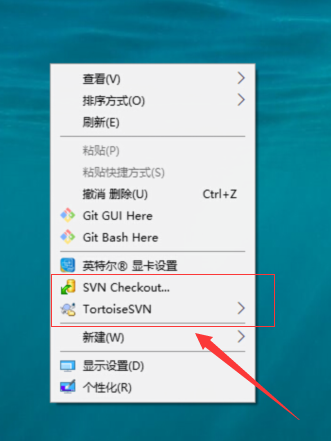 查看(V)
排序方式(O)
刷新(E)
粘贴(P)
粘贴快捷方式(S)
撤消 删除(U) Ctrl+Z
Git GUI Here
Git Bash Here
英特尔® 显卡设置
SVN Checkout...
TortoiseSVN
新建(W)
显示设置(D)
个性化(R)